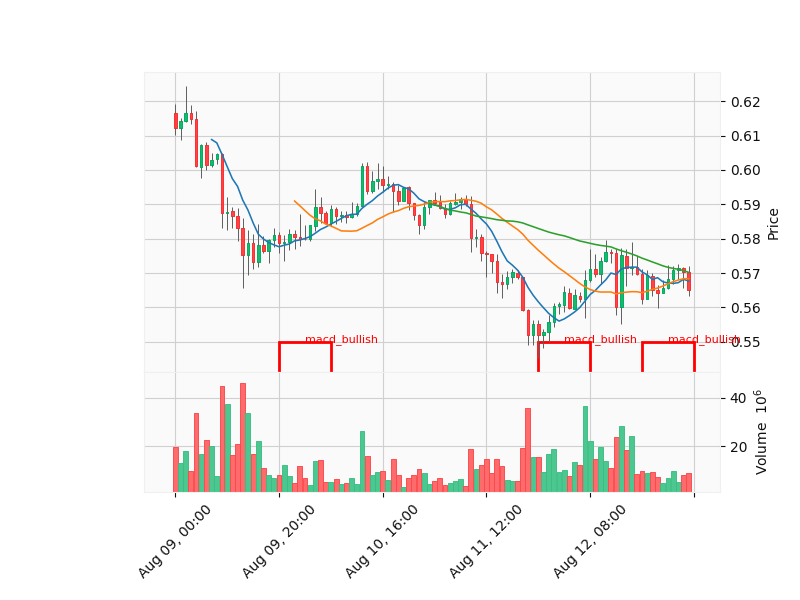 0.62
0.61
0.60
0.59
0.58
0.57
0.56
0.55
Price
macd_bullish
macd_bullish
macd_bullish
40
20
Volume 10^6
Aug 09, 00:00
Aug 09, 20:00
Aug 10, 16:00
Aug 11, 12:00
Aug 12, 08:00